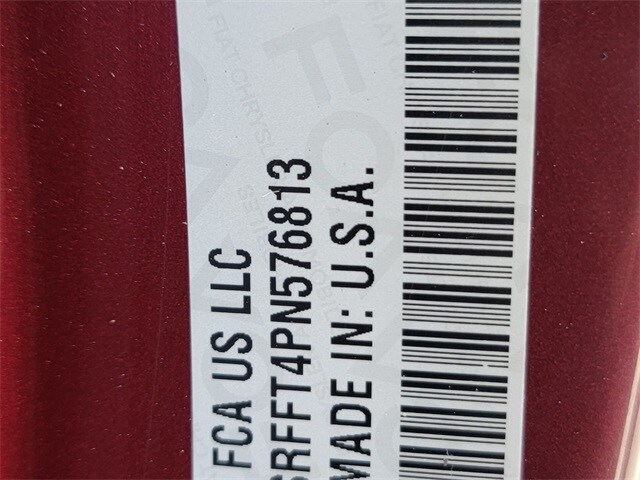 FCA US LLC
SRFFT4PN576813
MADE IN: U.S.A.